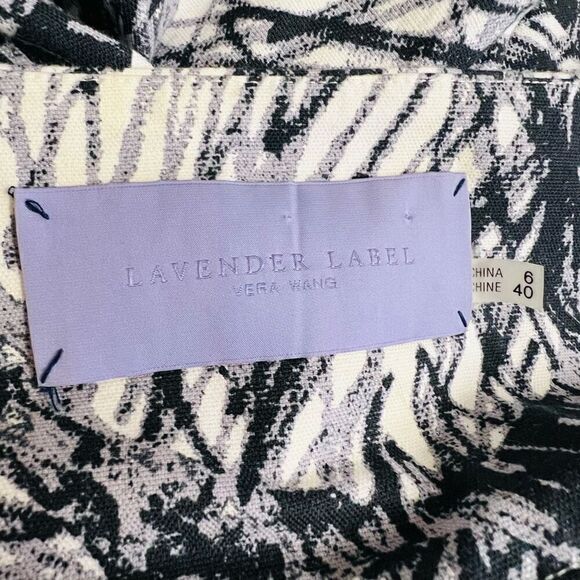 LAVENDER LABEL
VERA WANG
CHINA 6
CHINE 40